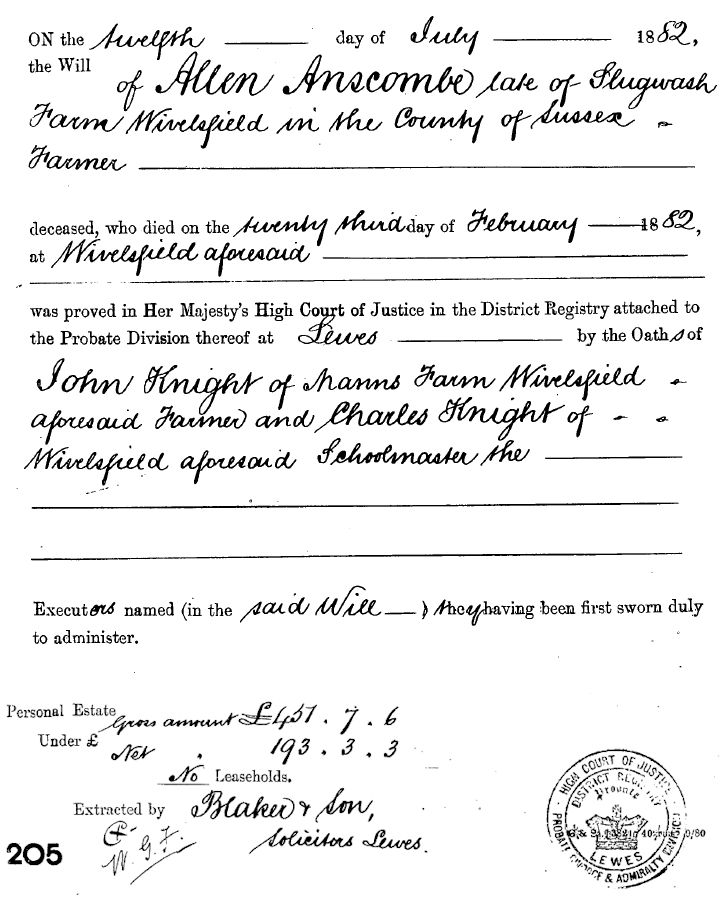 ON the twelfth day of July 1882,
the Will
of Allen Anscombe late of Slugwash
Farm Wivelsfield in the County of Sussex
Farmer
deceased, who died on the twenty third day of February 1882,
at Wivelsfield aforesaid
was proved in Her Majesty's High Court of Justice in the District Registry attached to
the Probate Division thereof at Lewes by the Oaths of
John Knight of Manns Farm Wivelsfield
aforesaid Farmer and Charles Knight of
Wivelsfield aforesaid Schoolmaster the
Executors named (in the said Will ) they having been first sworn duly
to administer.
Personal Estate Gross amount £457 . 7 . 6
Under £ Net 193 . 3 . 3
No Leaseholds.
Extracted by Blaker & Son,
Solicitors Lewes.
W. G. F.
205
HIGH COURT OF JUSTICE
DISTRICT REGISTRY
Probate
LEWES
PROBATE DIVORCE & ADMIRALTY DIVISION